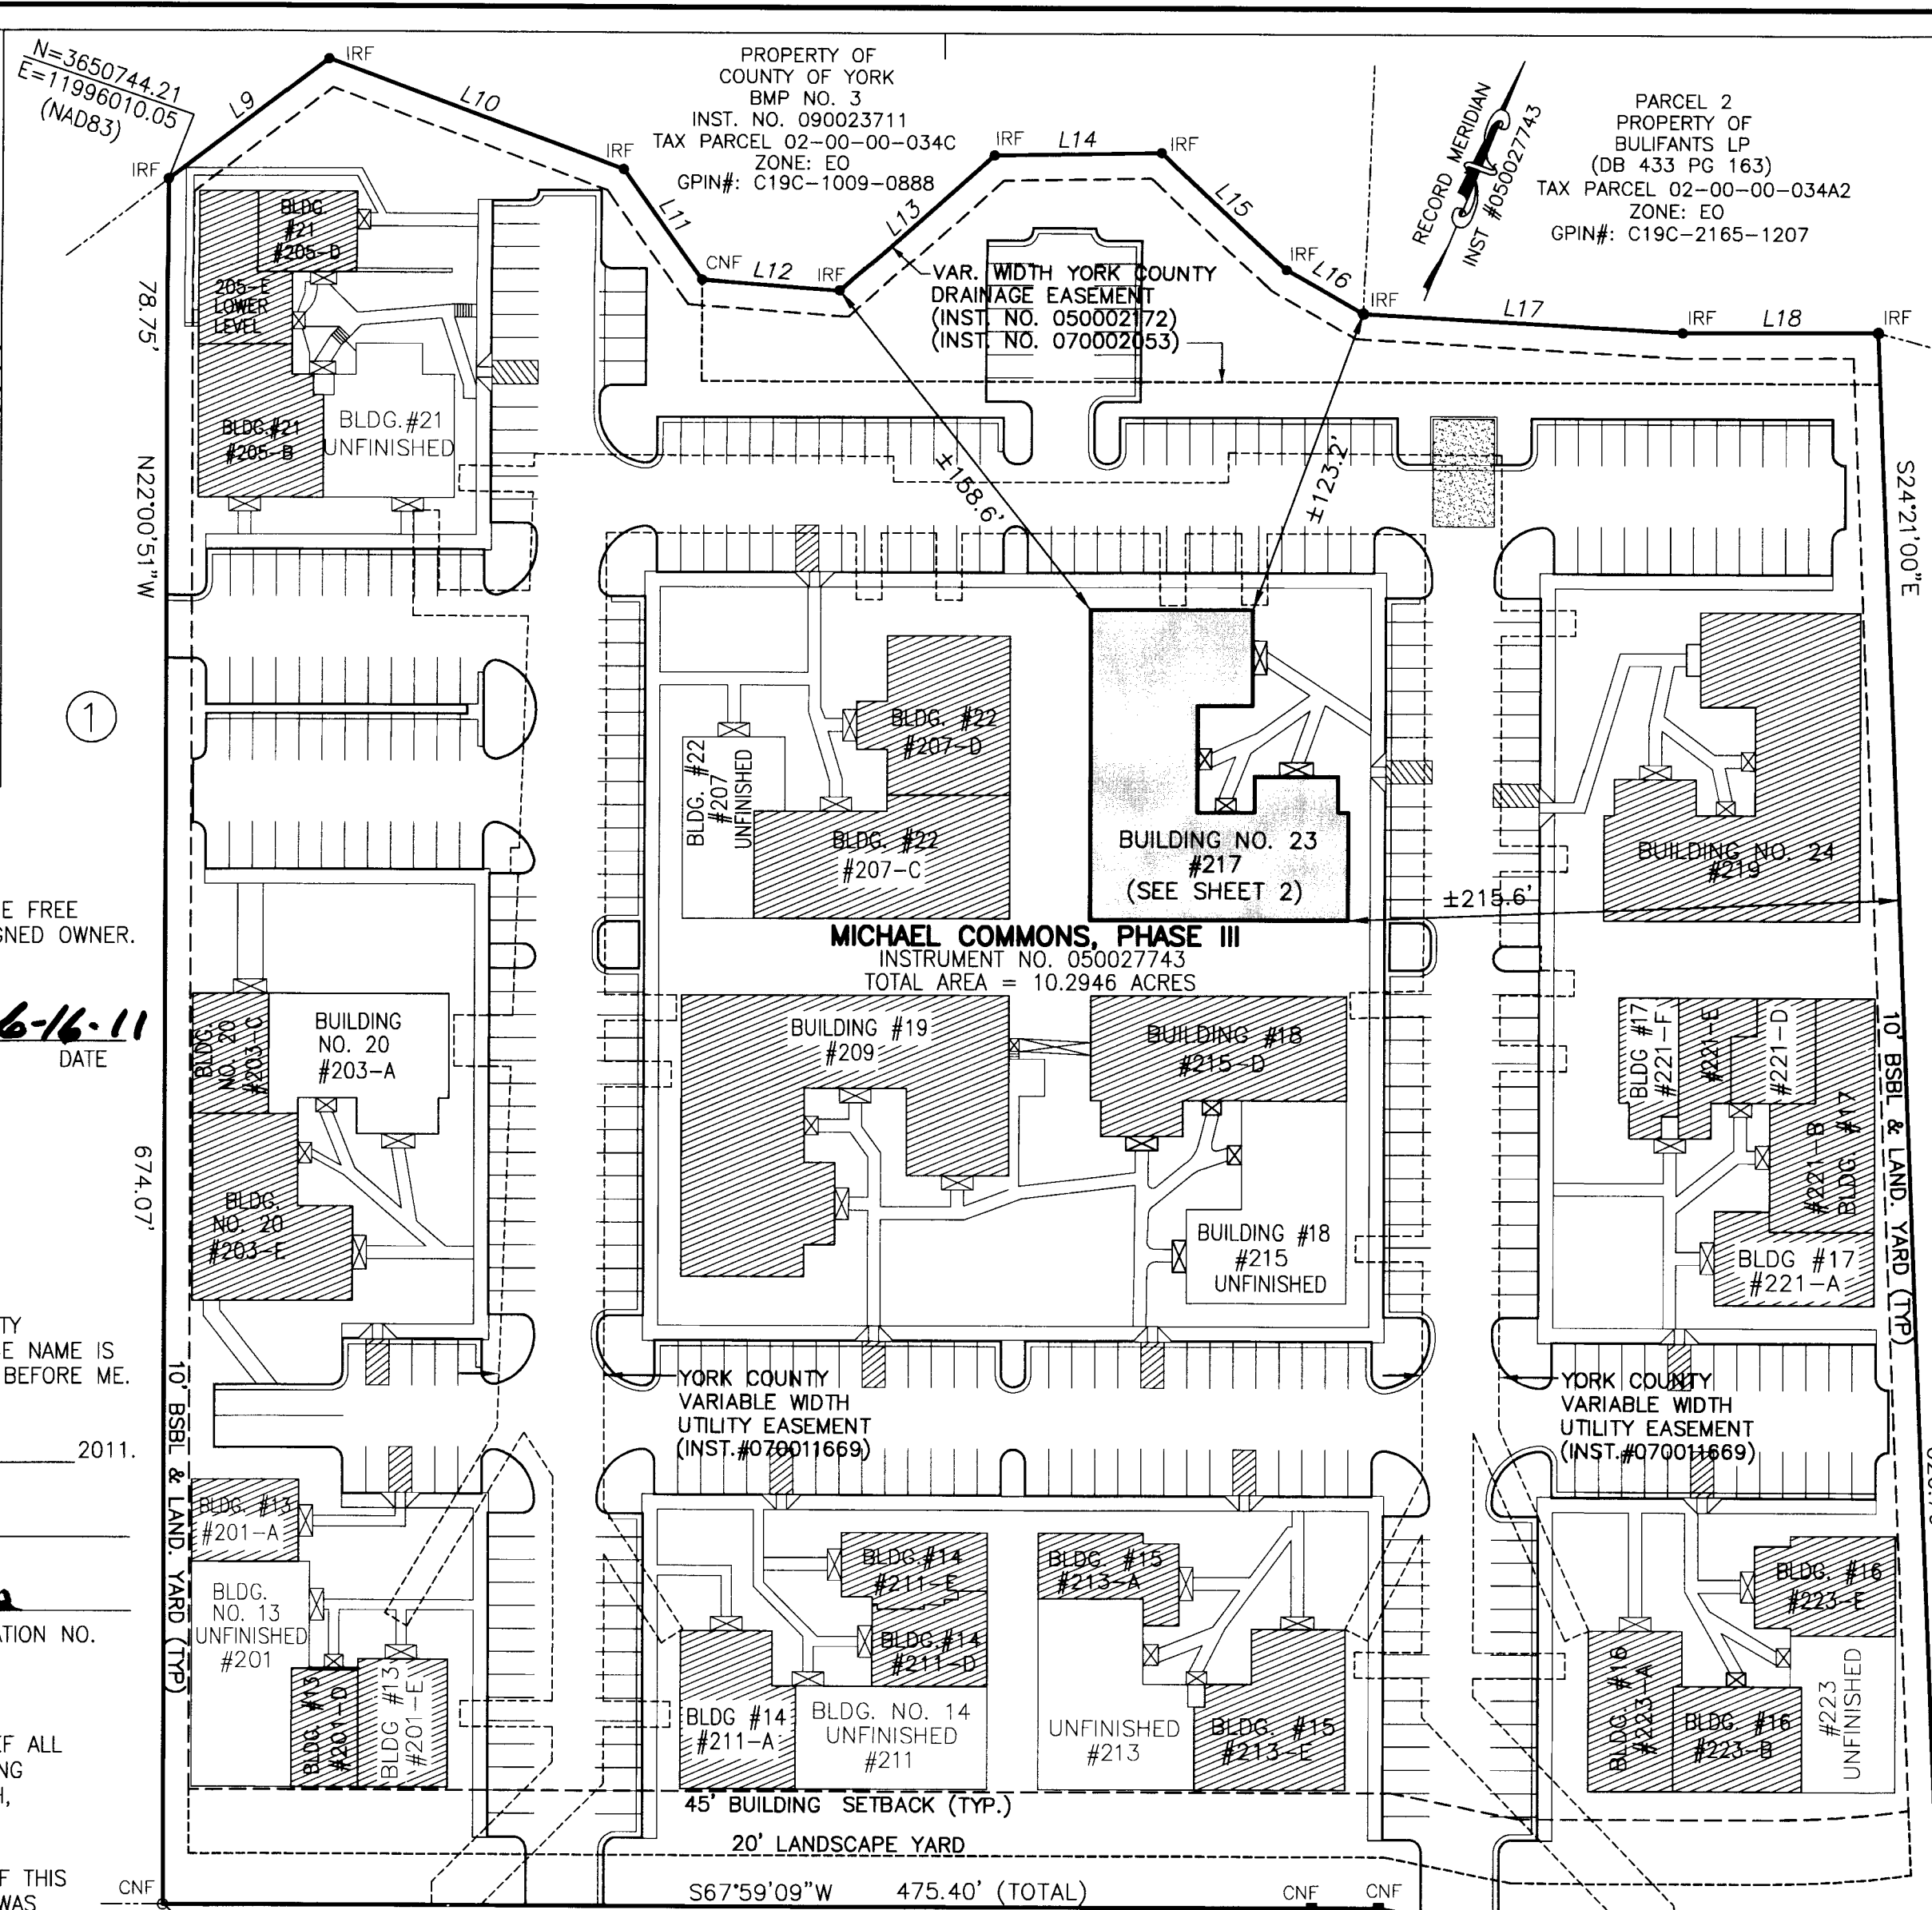 N=3650744.21
E=11996010.05
(NAD83)
IRF
L9
IRF
L10
IRF
L11
CNF
L12
IRF
L13
IRF
L14
IRF
L15
IRF
L16
IRF
L17
IRF
L18
IRF
PROPERTY OF
COUNTY OF YORK
BMP NO. 3
INST. NO. 090023711
TAX PARCEL 02-00-00-034C
ZONE: EO
GPIN#: C19C-1009-0888
RECORD MERIDIAN
INST #050027743
PARCEL 2
PROPERTY OF
BULIFANTS LP
(DB 433 PG 163)
TAX PARCEL 02-00-00-034A2
ZONE: EO
GPIN#: C19C-2165-1207
VAR. WIDTH YORK COUNTY
DRAINAGE EASEMENT
(INST. NO. 050002172)
(INST. NO. 070002053)
78.75'
N22°00'51"W
674.07'
S24°21'00"E
±158.6'
±123.2'
±215.6'
BLDG.
#21
#205-D
205-E
LOWER
LEVEL
BLDG.#21
#205-B
BLDG.#21
UNFINISHED
1
BLDG. #22
#207
UNFINISHED
BLDG. #22
#207-D
BLDG. #22
#207-C
BUILDING NO. 23
#217
(SEE SHEET 2)
BUILDING NO. 24
#219
MICHAEL COMMONS, PHASE III
INSTRUMENT NO. 050027743
TOTAL AREA = 10.2946 ACRES
E FREE
GNED OWNER.
6-16-11
DATE
BLDG.
NO. 20
#203-C
BUILDING
NO. 20
#203-A
BLDG.
NO. 20
#203-E
BUILDING #19
#209
BUILDING #18
#215-D
BUILDING #18
#215
UNFINISHED
BLDG #17
#221-F
#221-E
#221-D
#221-B
BLDG. #17
BLDG #17
#221-A
10' BSBL & LAND. YARD (TYP)
TY
E NAME IS
BEFORE ME.
2011.
10' BSBL & LAND. YARD (TYP)
YORK COUNTY
VARIABLE WIDTH
UTILITY EASEMENT
(INST.#070011669)
YORK COUNTY
VARIABLE WIDTH
UTILITY EASEMENT
(INST.#070011669)
BLDG. #13
#201-A
BLDG.
NO. 13
UNFINISHED
#201
BLDG. #13
#201-D
BLDG #13
#201-E
BLDG.#14
#211-E
BLDG.#14
#211-D
BLDG #14
#211-A
BLDG. NO. 14
UNFINISHED
#211
BLDG. #15
#213-A
UNFINISHED
#213
BLDG. #15
#213-E
BLDG. #16
#223-E
BLDG. #16
#223-A
BLDG. #16
#223-B
#223
UNFINISHED
ATION NO.
EF ALL
NG
H,
F THIS
WAS
45' BUILDING SETBACK (TYP.)
20' LANDSCAPE YARD
CNF
S67°59'09"W 475.40' (TOTAL)
CNF
CNF